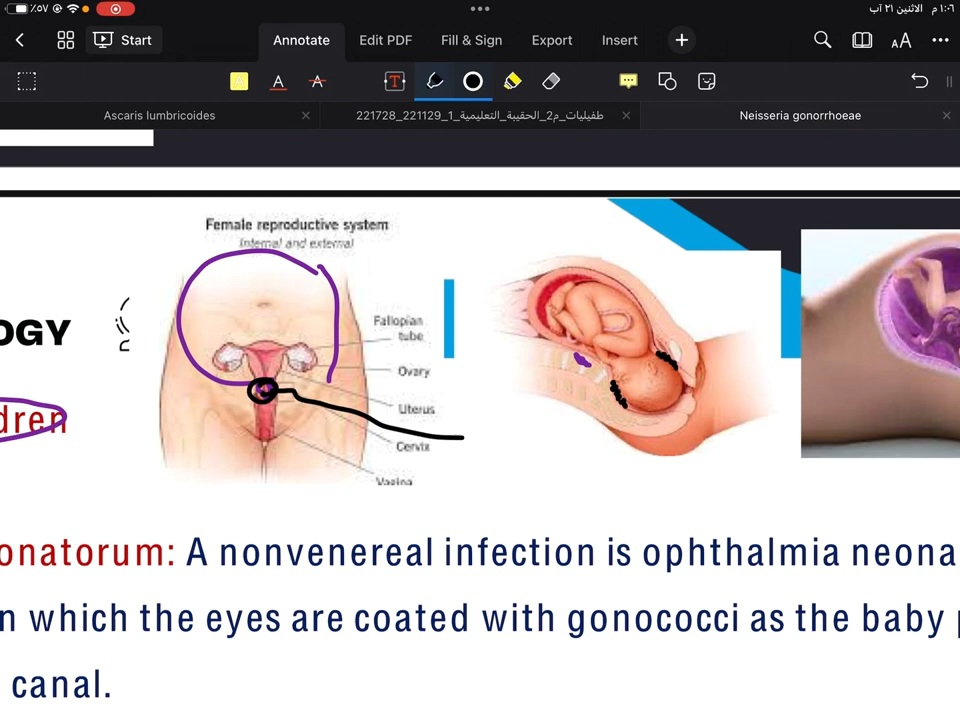 ٪٥٧
١:٠٦ م الاثنين ٢١ آب
Start
Annotate
Edit PDF
Fill & Sign
Export
Insert
Ascaris lumbricoides
طفيليات_م2_الحقيبة_التعليمية_1_221129_221728
Neisseria gonorrhoeae
Female reproductive system
Internal and external
OGY
Fallopian
tube
Ovary
dren
Uterus
Cervix
Vagina
onatorum: A nonvenereal infection is ophthalmia neona
n which the eyes are coated with gonococci as the baby p
canal.